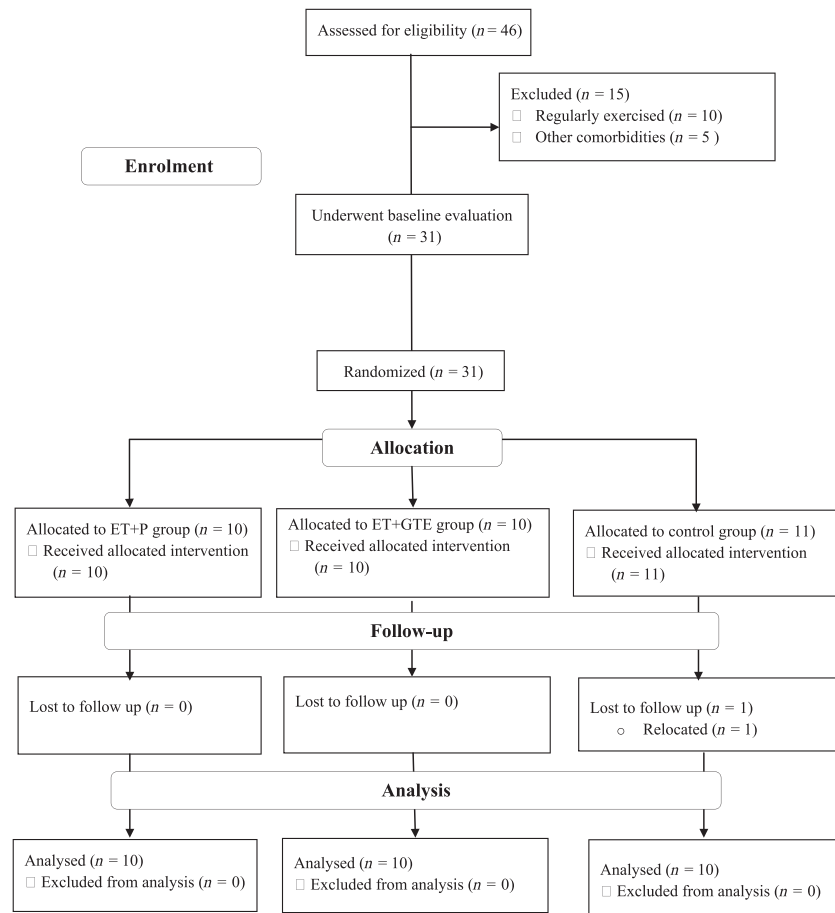 Assessed for eligibility (n = 46)
Excluded (n = 15)
□ Regularly exercised (n = 10)
□ Other comorbidities (n = 5 )
Enrolment
Underwent baseline evaluation
(n = 31)
Randomized (n = 31)
Allocation
Allocated to ET+P group (n = 10)
□ Received allocated intervention
(n = 10)
Allocated to ET+GTE group (n = 10)
□ Received allocated intervention
(n = 10)
Allocated to control group (n = 11)
□ Received allocated intervention
(n = 11)
Follow-up
Lost to follow up (n = 0)
Lost to follow up (n = 0)
Lost to follow up (n = 1)
o Relocated (n = 1)
Analysis
Analysed (n = 10)
□ Excluded from analysis (n = 0)
Analysed (n = 10)
□ Excluded from analysis (n = 0)
Analysed (n = 10)
□ Excluded from analysis (n = 0)